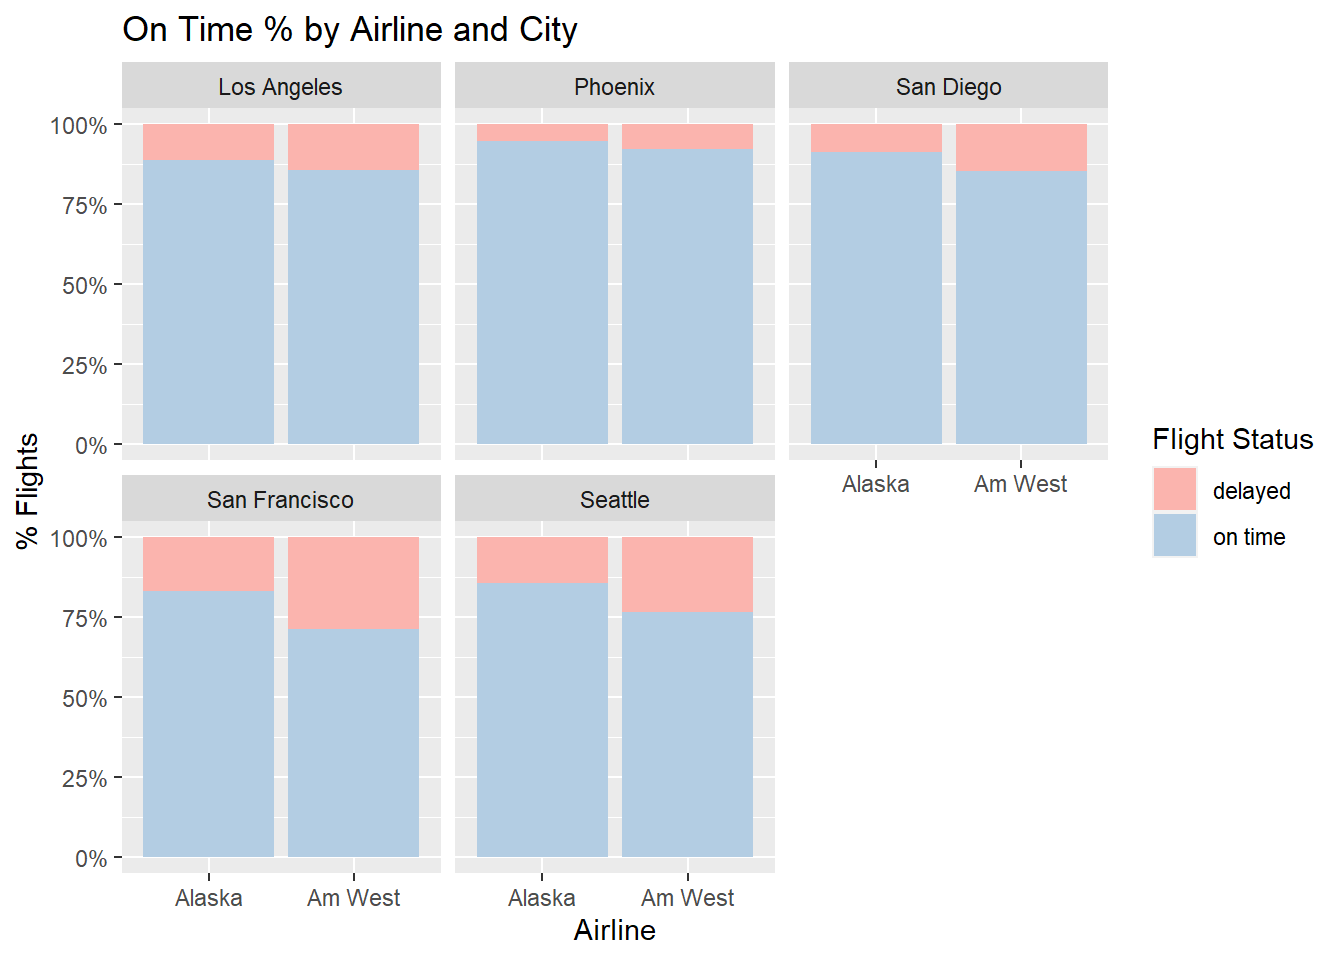 On Time % by Airline and City
Los Angeles
Phoenix
San Diego
100%
75%
50%
25%
0%
Alaska
Am West
San Francisco
Seattle
100%
75%
50%
25%
0%
Alaska
Am West
Alaska
Am West
% Flights
Airline
Flight Status
delayed
on time